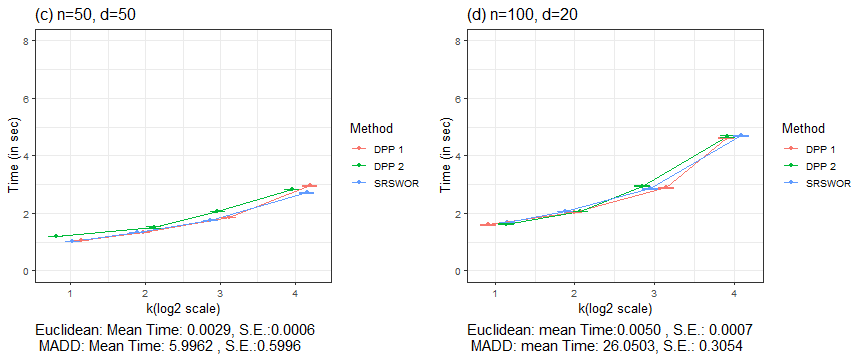 (c) n=50, d=50
8
6
4
2
0
Time (in sec)
1 2 3 4
k(log2 scale)
Method
DPP 1
DPP 2
SRSWOR
Euclidean: Mean Time: 0.0029, S.E.:0.0006
MADD: Mean Time: 5.9962 , S.E.:0.5996
(d) n=100, d=20
8
6
4
2
0
Time (in sec)
1 2 3 4
k(log2 scale)
Method
DPP 1
DPP 2
SRSWOR
Euclidean: mean Time:0.0050 , S.E.: 0.0007
MADD: mean Time: 26.0503, S.E.: 0.3054